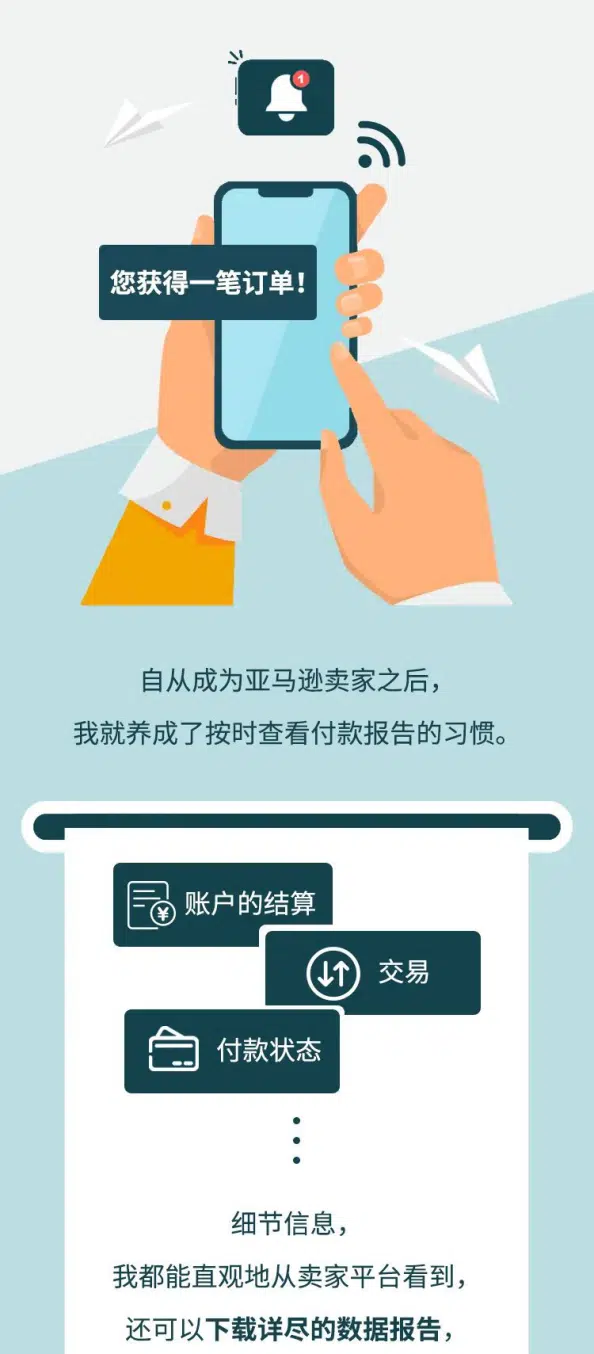 1
您获得一笔订单！
自从成为亚马逊卖家之后，
我就养成了按时查看付款报告的习惯。
¥ 账户的结算
交易
付款状态
细节信息，
我都能直观地从卖家平台看到，
还可以下载详尽的数据报告，